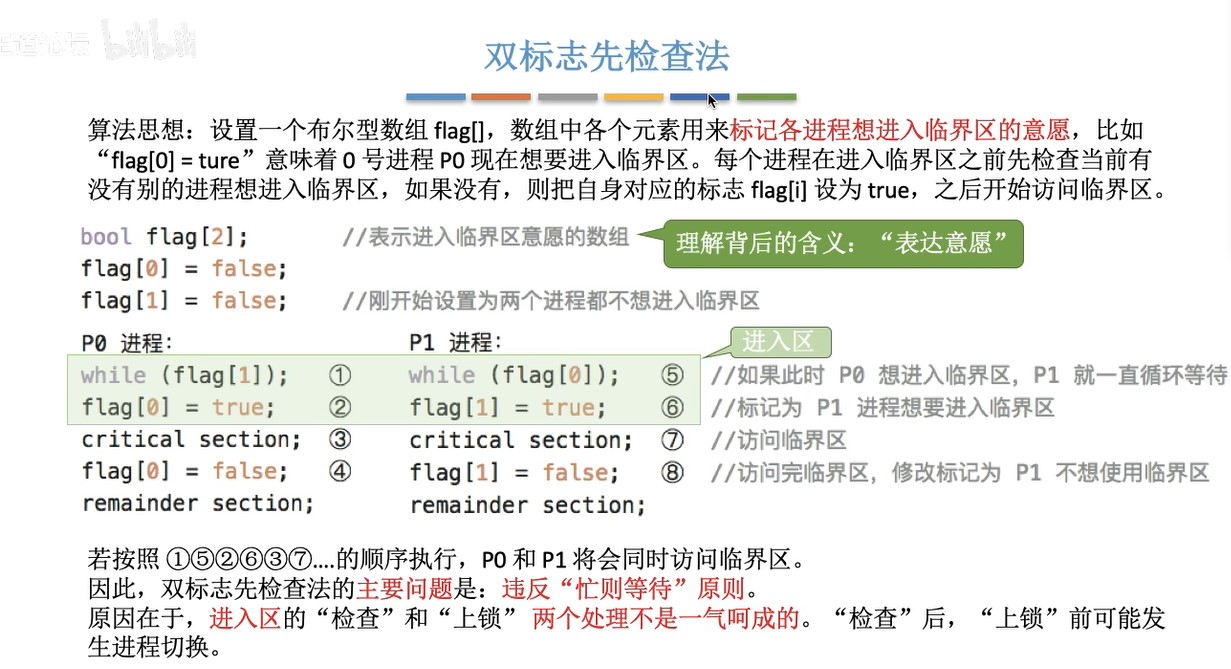 bilibili
双标志先检查法
算法思想：设置一个布尔型数组 flag[]，数组中各个元素用来标记各进程想进入临界区的意愿，比如
“flag[0] = ture”意味着 0 号进程 P0 现在想要进入临界区。每个进程在进入临界区之前先检查当前有
没有别的进程想进入临界区，如果没有，则把自身对应的标志 flag[i] 设为 true，之后开始访问临界区。
bool flag[2]; //表示进入临界区意愿的数组
理解背后的含义：“表达意愿”
flag[0] = false;
flag[1] = false; //刚开始设置为两个进程都不想进入临界区
P0 进程： P1 进程：
进入区
while (flag[1]); ① while (flag[0]); ⑤ //如果此时 P0 想进入临界区，P1 就一直循环等待
flag[0] = true; ② flag[1] = true; ⑥ //标记为 P1 进程想要进入临界区
critical section; ③ critical section; ⑦ //访问临界区
flag[0] = false; ④ flag[1] = false; ⑧ //访问完临界区，修改标记为 P1 不想使用临界区
remainder section; remainder section;
若按照 ①⑤②⑥③⑦....的顺序执行，P0 和 P1 将会同时访问临界区。
因此，双标志先检查法的主要问题是：违反“忙则等待”原则。
原因在于，进入区的“检查”和“上锁” 两个处理不是一气呵成的。“检查”后，“上锁”前可能发
生进程切换。